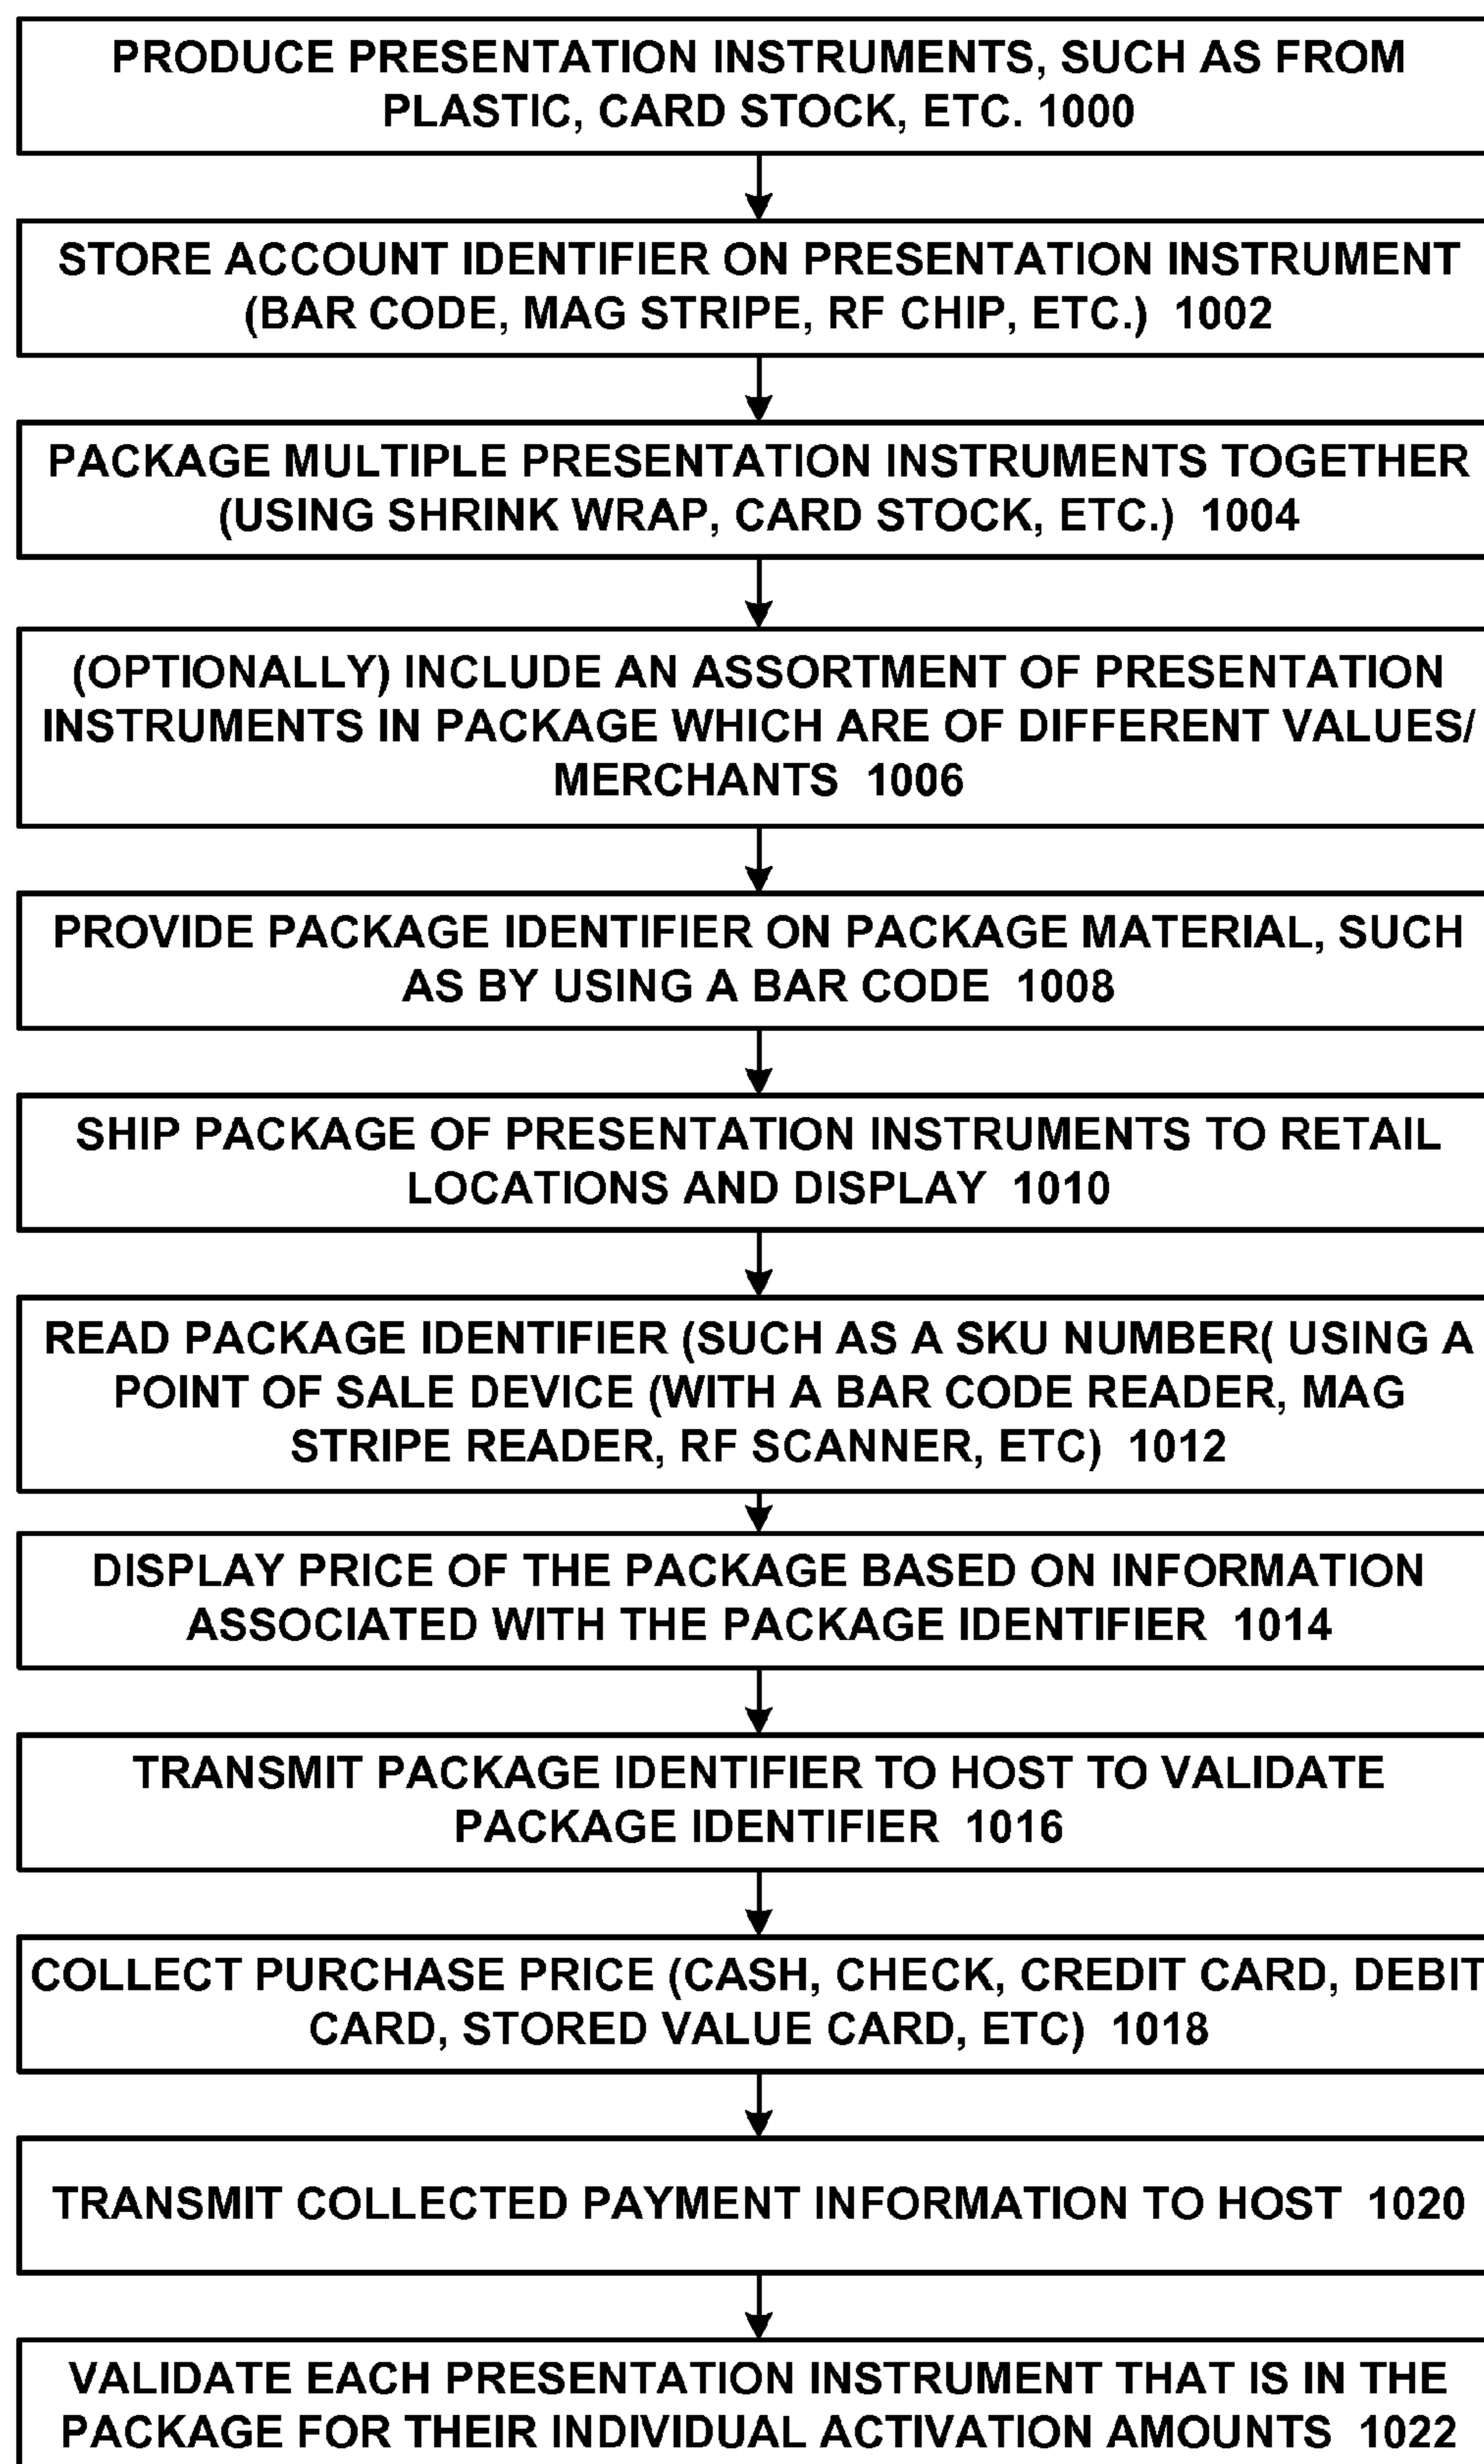 PRODUCE PRESENTATION INSTRUMENTS, SUCH AS FROM
PLASTIC, CARD STOCK, ETC. 1000
STORE ACCOUNT IDENTIFIER ON PRESENTATION INSTRUMENT
(BAR CODE, MAG STRIPE, RF CHIP, ETC.) 1002
PACKAGE MULTIPLE PRESENTATION INSTRUMENTS TOGETHER
(USING SHRINK WRAP, CARD STOCK, ETC.) 1004
(OPTIONALLY) INCLUDE AN ASSORTMENT OF PRESENTATION
INSTRUMENTS IN PACKAGE WHICH ARE OF DIFFERENT VALUES/
MERCHANTS 1006
PROVIDE PACKAGE IDENTIFIER ON PACKAGE MATERIAL, SUCH
AS BY USING A BAR CODE 1008
SHIP PACKAGE OF PRESENTATION INSTRUMENTS TO RETAIL
LOCATIONS AND DISPLAY 1010
READ PACKAGE IDENTIFIER (SUCH AS A SKU NUMBER( USING A
POINT OF SALE DEVICE (WITH A BAR CODE READER, MAG
STRIPE READER, RF SCANNER, ETC) 1012
DISPLAY PRICE OF THE PACKAGE BASED ON INFORMATION
ASSOCIATED WITH THE PACKAGE IDENTIFIER 1014
TRANSMIT PACKAGE IDENTIFIER TO HOST TO VALIDATE
PACKAGE IDENTIFIER 1016
COLLECT PURCHASE PRICE (CASH, CHECK, CREDIT CARD, DEBIT
CARD, STORED VALUE CARD, ETC) 1018
TRANSMIT COLLECTED PAYMENT INFORMATION TO HOST 1020
VALIDATE EACH PRESENTATION INSTRUMENT THAT IS IN THE
PACKAGE FOR THEIR INDIVIDUAL ACTIVATION AMOUNTS 1022